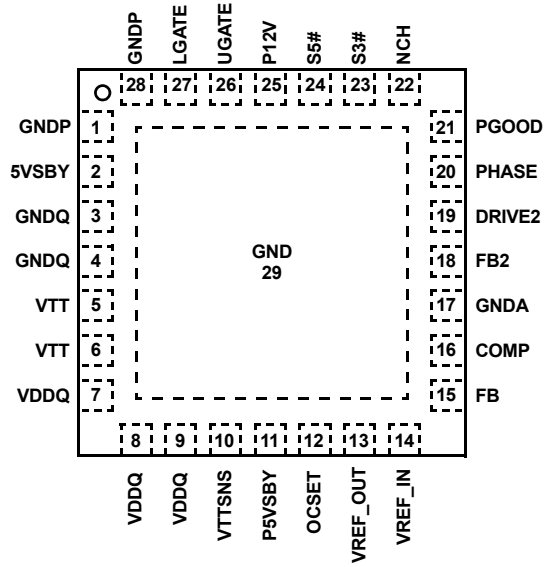 GNDP
LGATE
UGATE
P12V
S5#
S3#
NCH
28 27 26 25 24 23 22
GNDP 1 21 PGOOD
5VSBY 2 20 PHASE
GNDQ 3 19 DRIVE2
GNDQ 4 18 FB2
GND
29
VTT 5 17 GNDA
VTT 6 16 COMP
VDDQ 7 15 FB
8 9 10 11 12 13 14
VDDQ
VDDQ
VTTSNS
P5VSBY
OCSET
VREF_OUT
VREF_IN